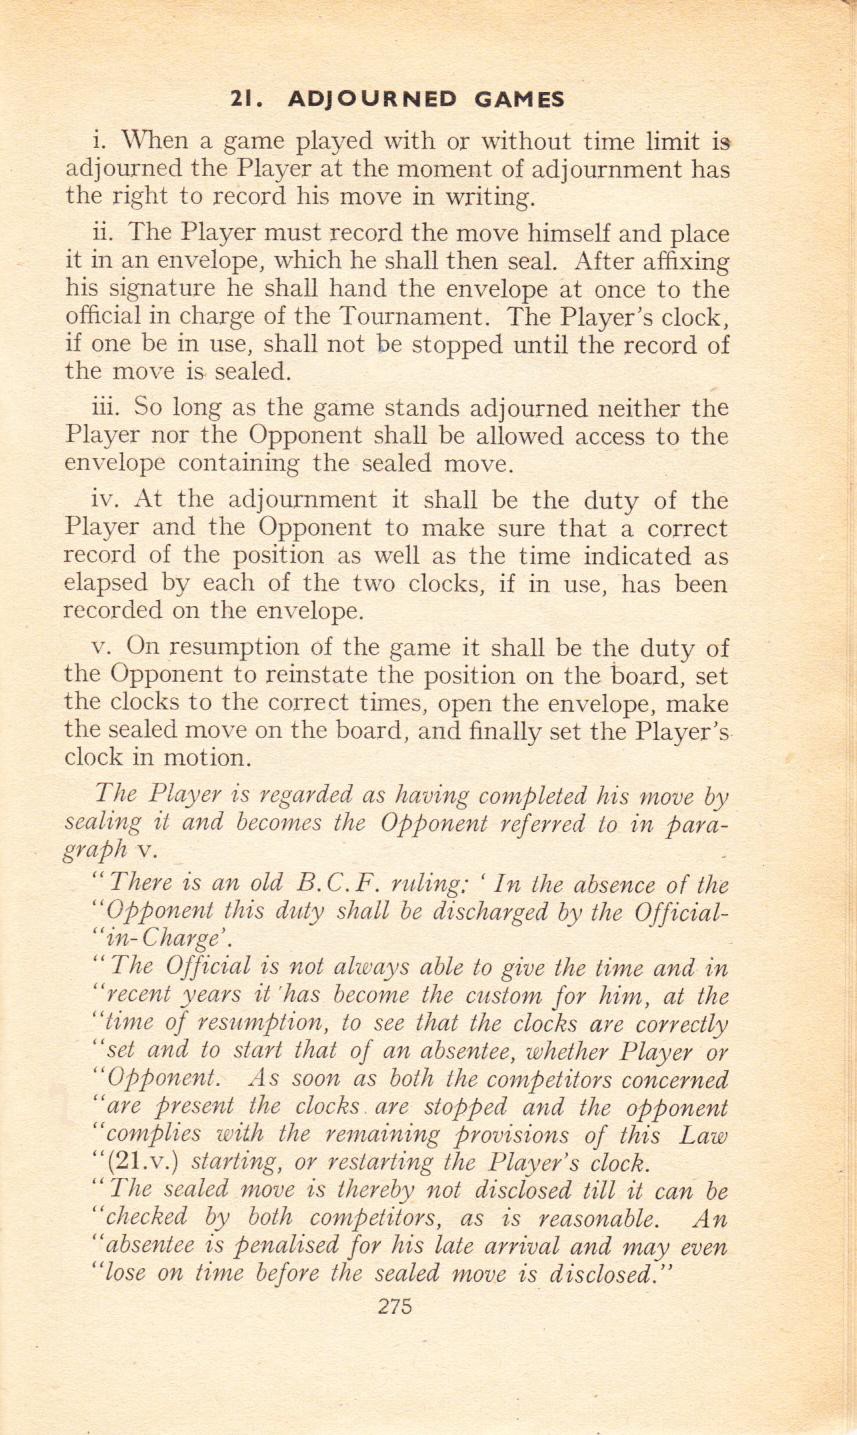 21. ADJOURNED GAMES
i. When a game played with or without time limit is
adjourned the Player at the moment of adjournment has
the right to record his move in writing.
ii. The Player must record the move himself and place
it in an envelope, which he shall then seal. After affixing
his signature he shall hand the envelope at once to the
official in charge of the Tournament. The Player's clock,
if one be in use, shall not be stopped until the record of
the move is sealed.
iii. So long as the game stands adjourned neither the
Player nor the Opponent shall be allowed access to the
envelope containing the sealed move.
iv. At the adjournment it shall be the duty of the
Player and the Opponent to make sure that a correct
record of the position as well as the time indicated as
elapsed by each of the two clocks, if in use, has been
recorded on the envelope.
v. On resumption of the game it shall be the duty of
the Opponent to reinstate the position on the board, set
the clocks to the correct times, open the envelope, make
the sealed move on the board, and finally set the Player's
clock in motion.
The Player is regarded as having completed his move by
sealing it and becomes the Opponent referred to in para-
graph v.
“There is an old B.C.F. ruling: ‘In the absence of the
“Opponent this duty shall be discharged by the Official-
“in-Charge’.
“The Official is not always able to give the time and in
“recent years it has become the custom for him, at the
“time of resumption, to see that the clocks are correctly
“set and to start that of an absentee, whether Player or
“Opponent. As soon as both the competitors concerned
“are present the clocks are stopped and the opponent
“complies with the remaining provisions of this Law
“(21.v.) starting, or restarting the Player's clock.
“The sealed move is thereby not disclosed till it can be
“checked by both competitors, as is reasonable. An
“absentee is penalised for his late arrival and may even
“lose on time before the sealed move is disclosed.”
275